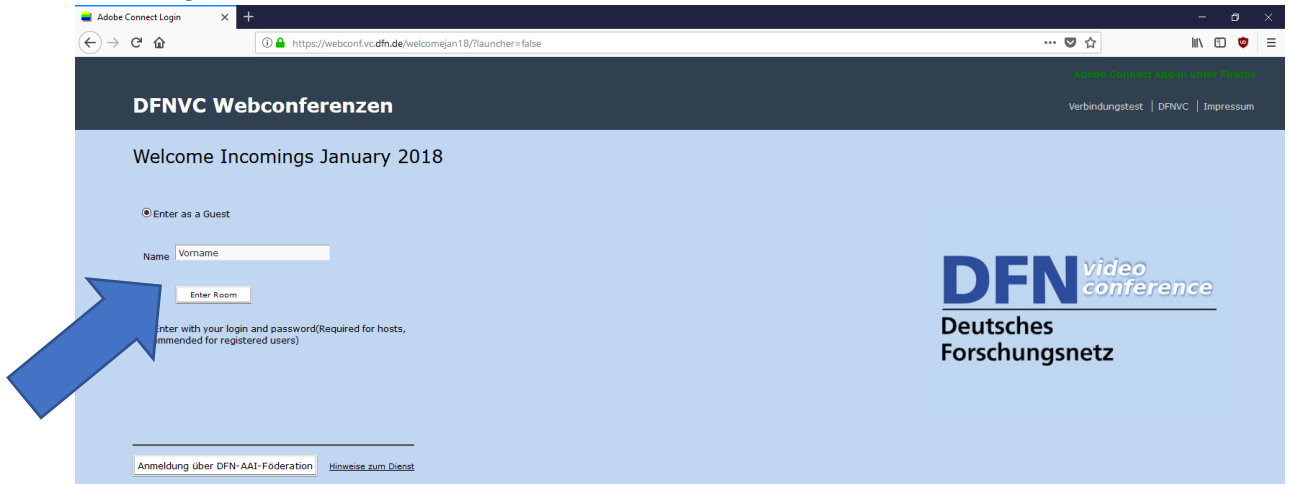 Adobe Connect Login
https://webconf.vc.dfn.de/welcomejan18/?launcher=false
Adobe Connect Add-in unter Firefox
DFNVC Webconferenzen
Verbindungstest | DFNVC | Impressum
Welcome Incomings January 2018
Enter as a Guest
Name Vorname
Enter Room
Enter with your login and password(Required for hosts,
registered users)
DFN video
conference
Deutsches
Forschungsnetz
Anmeldung über DFN-AAI-Föderation Hinweise zum Dienst